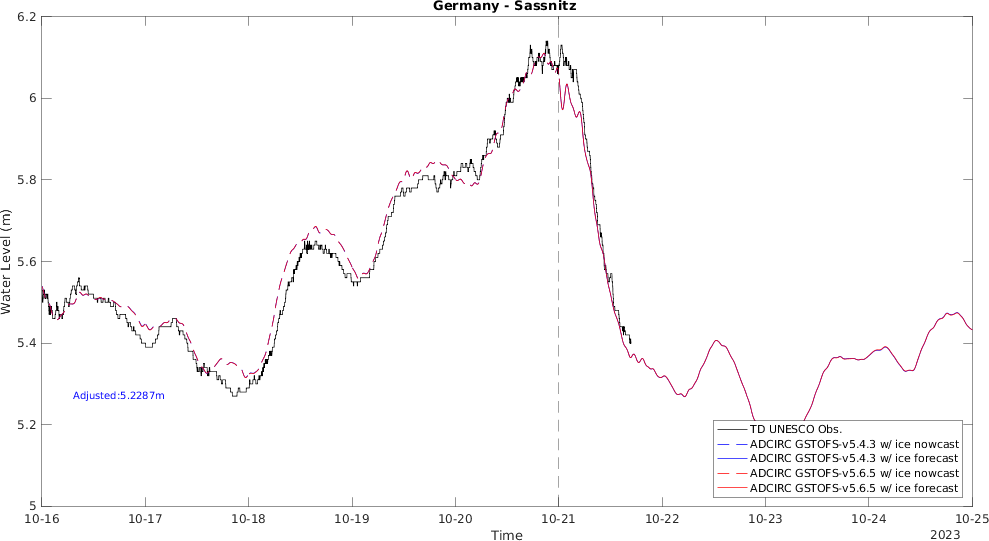 Germany - Sassnitz
6.2
6
5.8
5.6
5.4
5.2
5
Water Level (m)
Adjusted:5.2287m
TD UNESCO Obs.
ADCIRC GSTOFS-v5.4.3 w/ ice nowcast
ADCIRC GSTOFS-v5.4.3 w/ ice forecast
ADCIRC GSTOFS-v5.6.5 w/ ice nowcast
ADCIRC GSTOFS-v5.6.5 w/ ice forecast
10-16 10-17 10-18 10-19 10-20 10-21 10-22 10-23 10-24 10-25
Time
2023